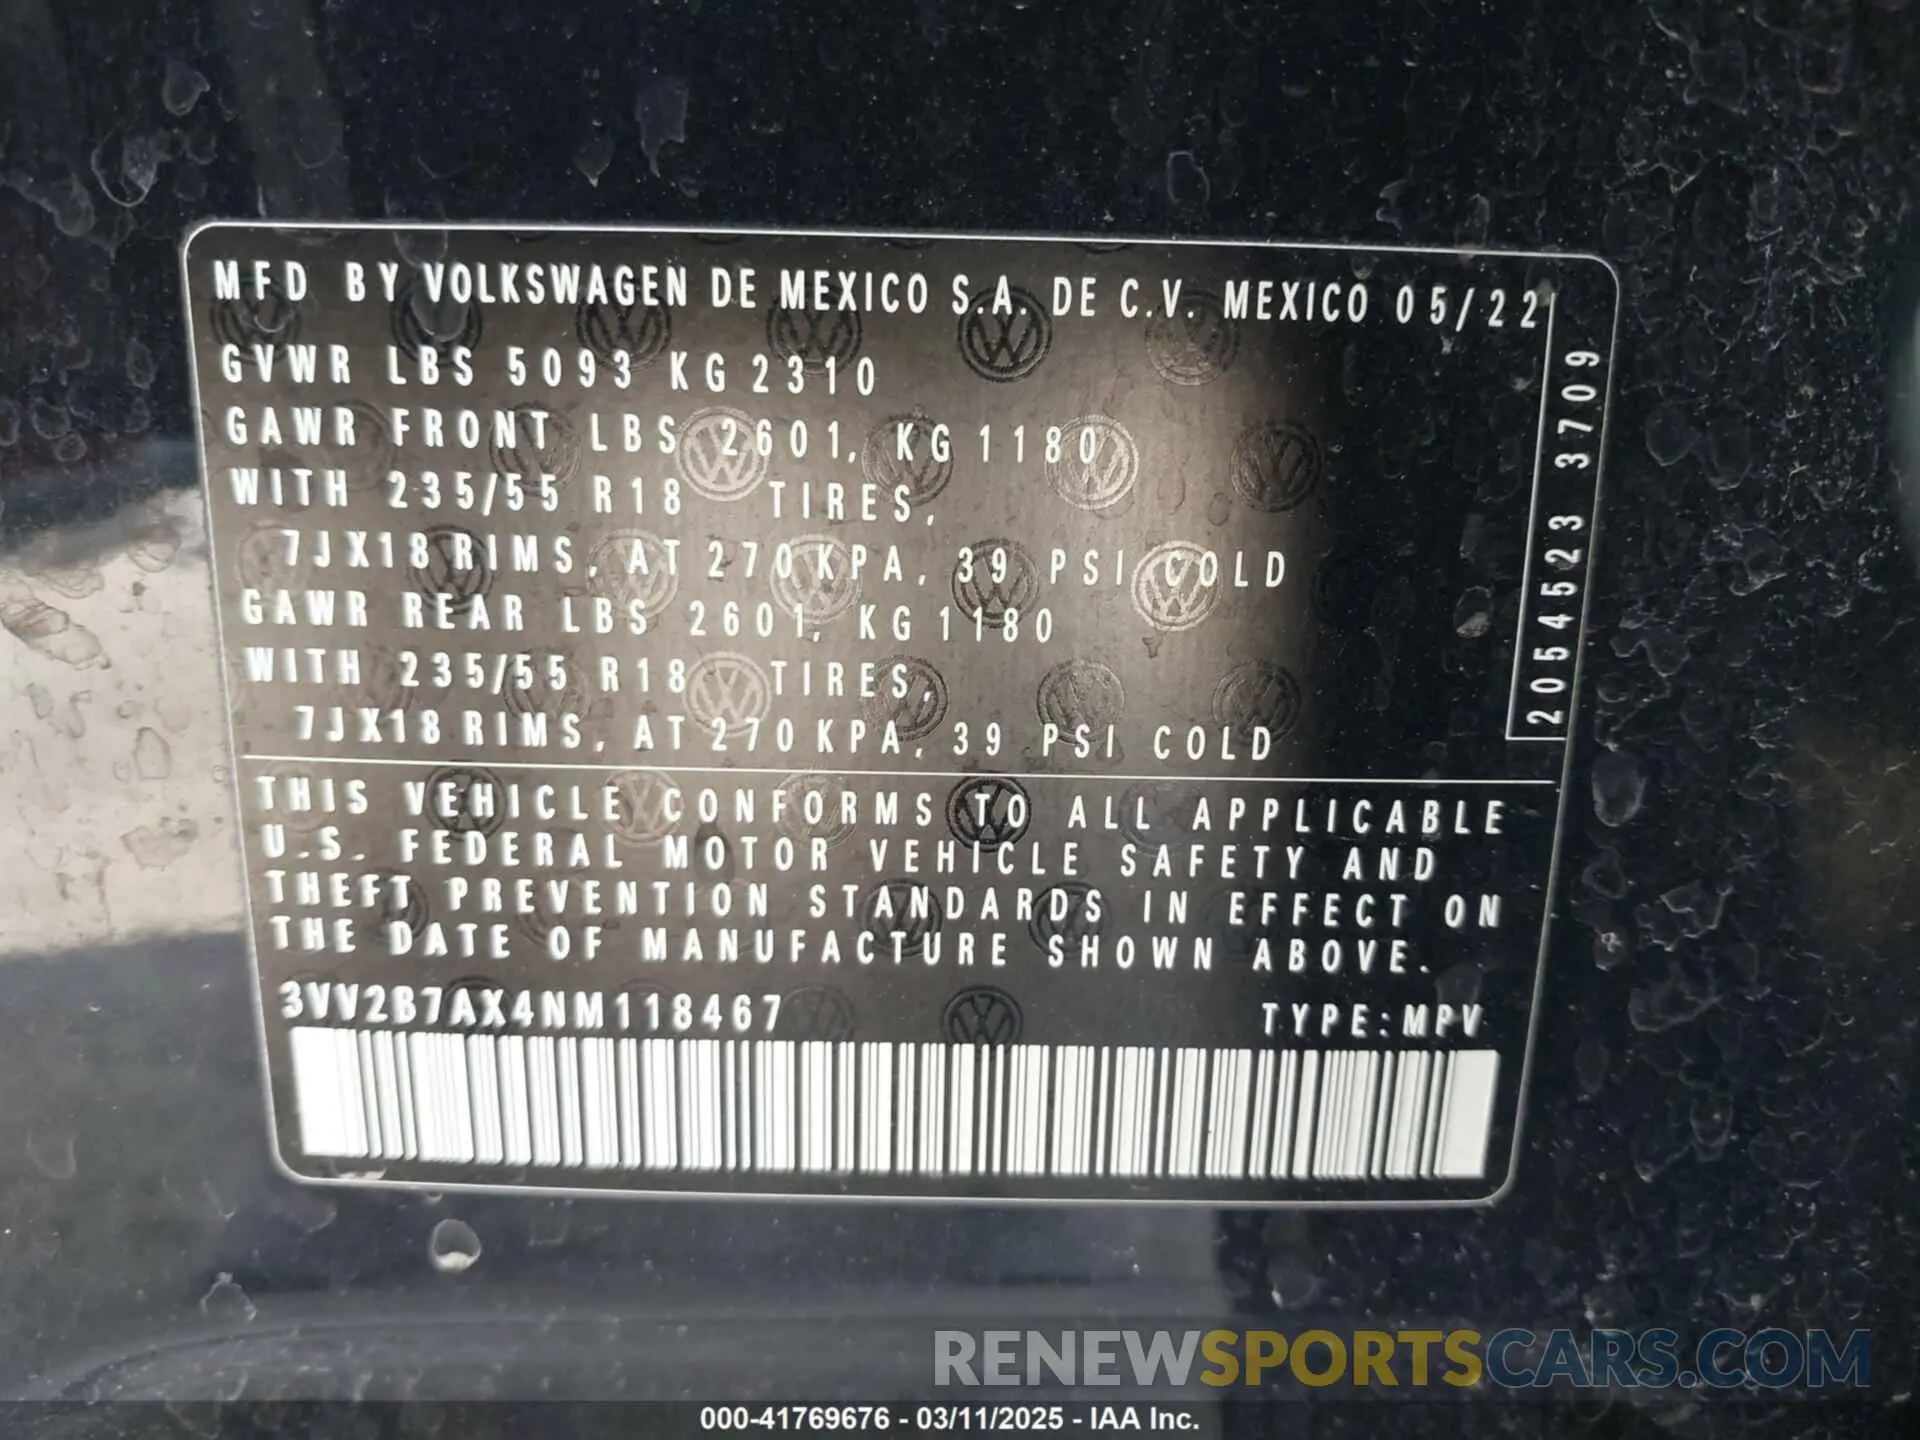 MFD BY VOLKSWAGEN DE MEXICO S.A. DE C.V. MEXICO 05/22
GVWR LBS 5093 KG 2310
GAWR FRONT LBS 2601, KG 1180
WITH 235/55 R18 TIRES,
7JX18 RIMS, AT 270 KPA, 39 PSI COLD
GAWR REAR LBS 2601, KG 1180
WITH 235/55 R18 TIRES,
7JX18 RIMS, AT 270 KPA, 39 PSI COLD
2054523 3709
THIS VEHICLE CONFORMS TO ALL APPLICABLE
U.S. FEDERAL MOTOR VEHICLE SAFETY AND
THEFT PREVENTION STANDARDS IN EFFECT ON
THE DATE OF MANUFACTURE SHOWN ABOVE.
3VV2B7AX4NM118467 TYPE:MPV
RENEWSPORTSCARS.COM
000-41769676 - 03/11/2025 - IAA Inc.